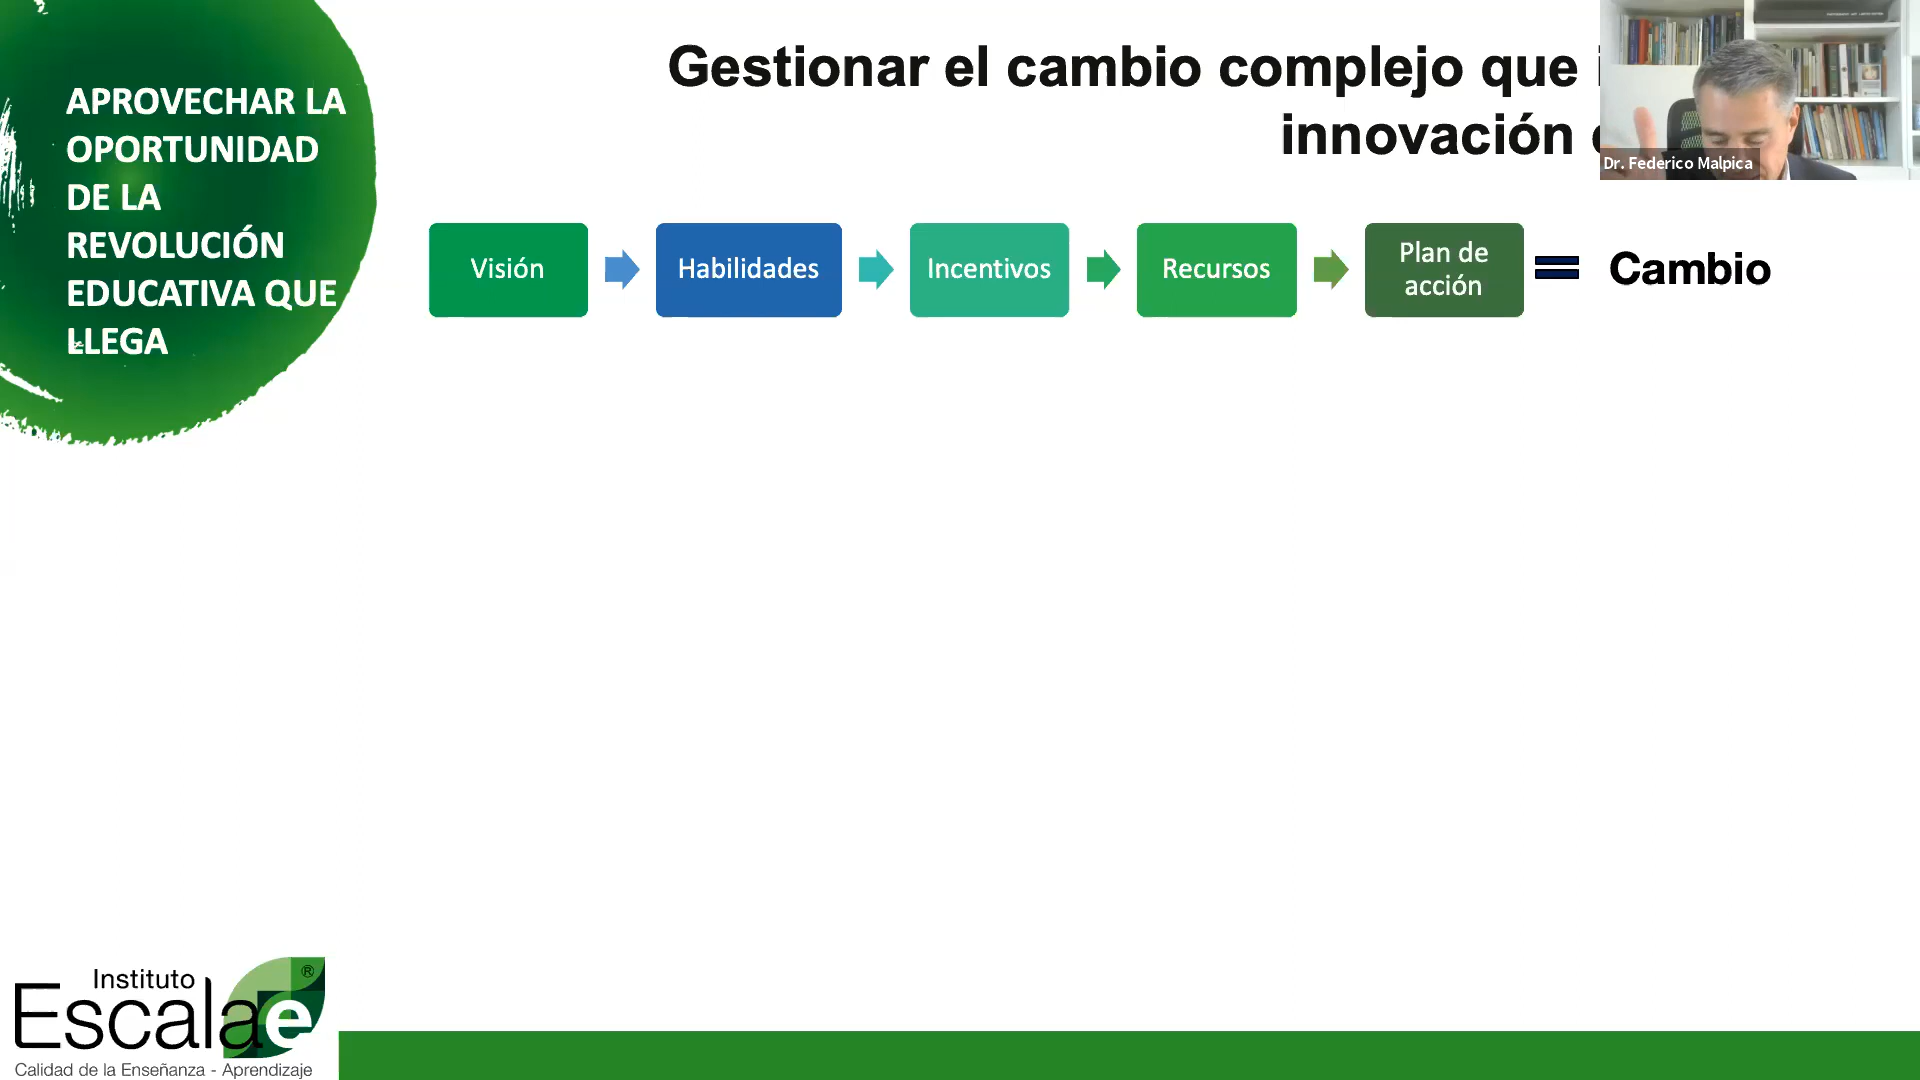 APROVECHAR LA
OPORTUNIDAD
DE LA
REVOLUCIÓN
EDUCATIVA QUE
LLEGA
Gestionar el cambio complejo que
innovación
Dr. Federico Malpica
Visión
Habilidades
Incentivos
Recursos
Plan de
acción
=
Cambio
Instituto
Escalae
®
Calidad de la Enseñanza - Aprendizaje